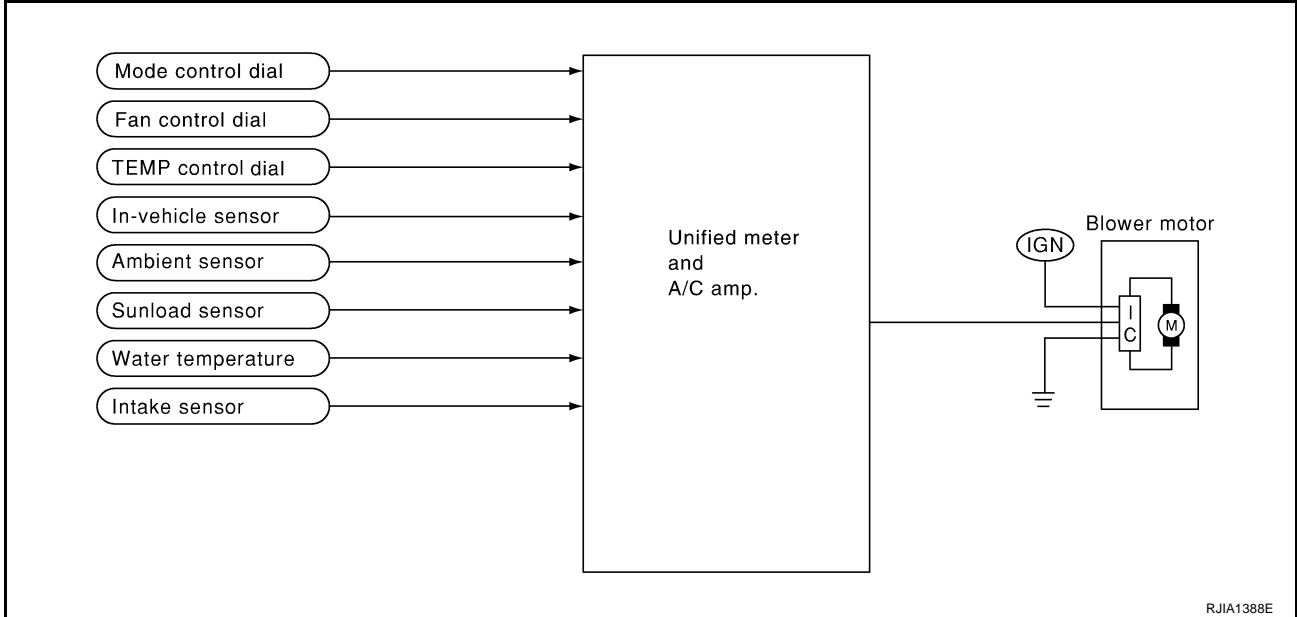 Mode control dial
Fan control dial
TEMP control dial
In-vehicle sensor
Ambient sensor
Sunload sensor
Water temperature
Intake sensor
Unified meter
and
A/C amp.
IGN
Blower motor
I
C
M
RJIA1388E